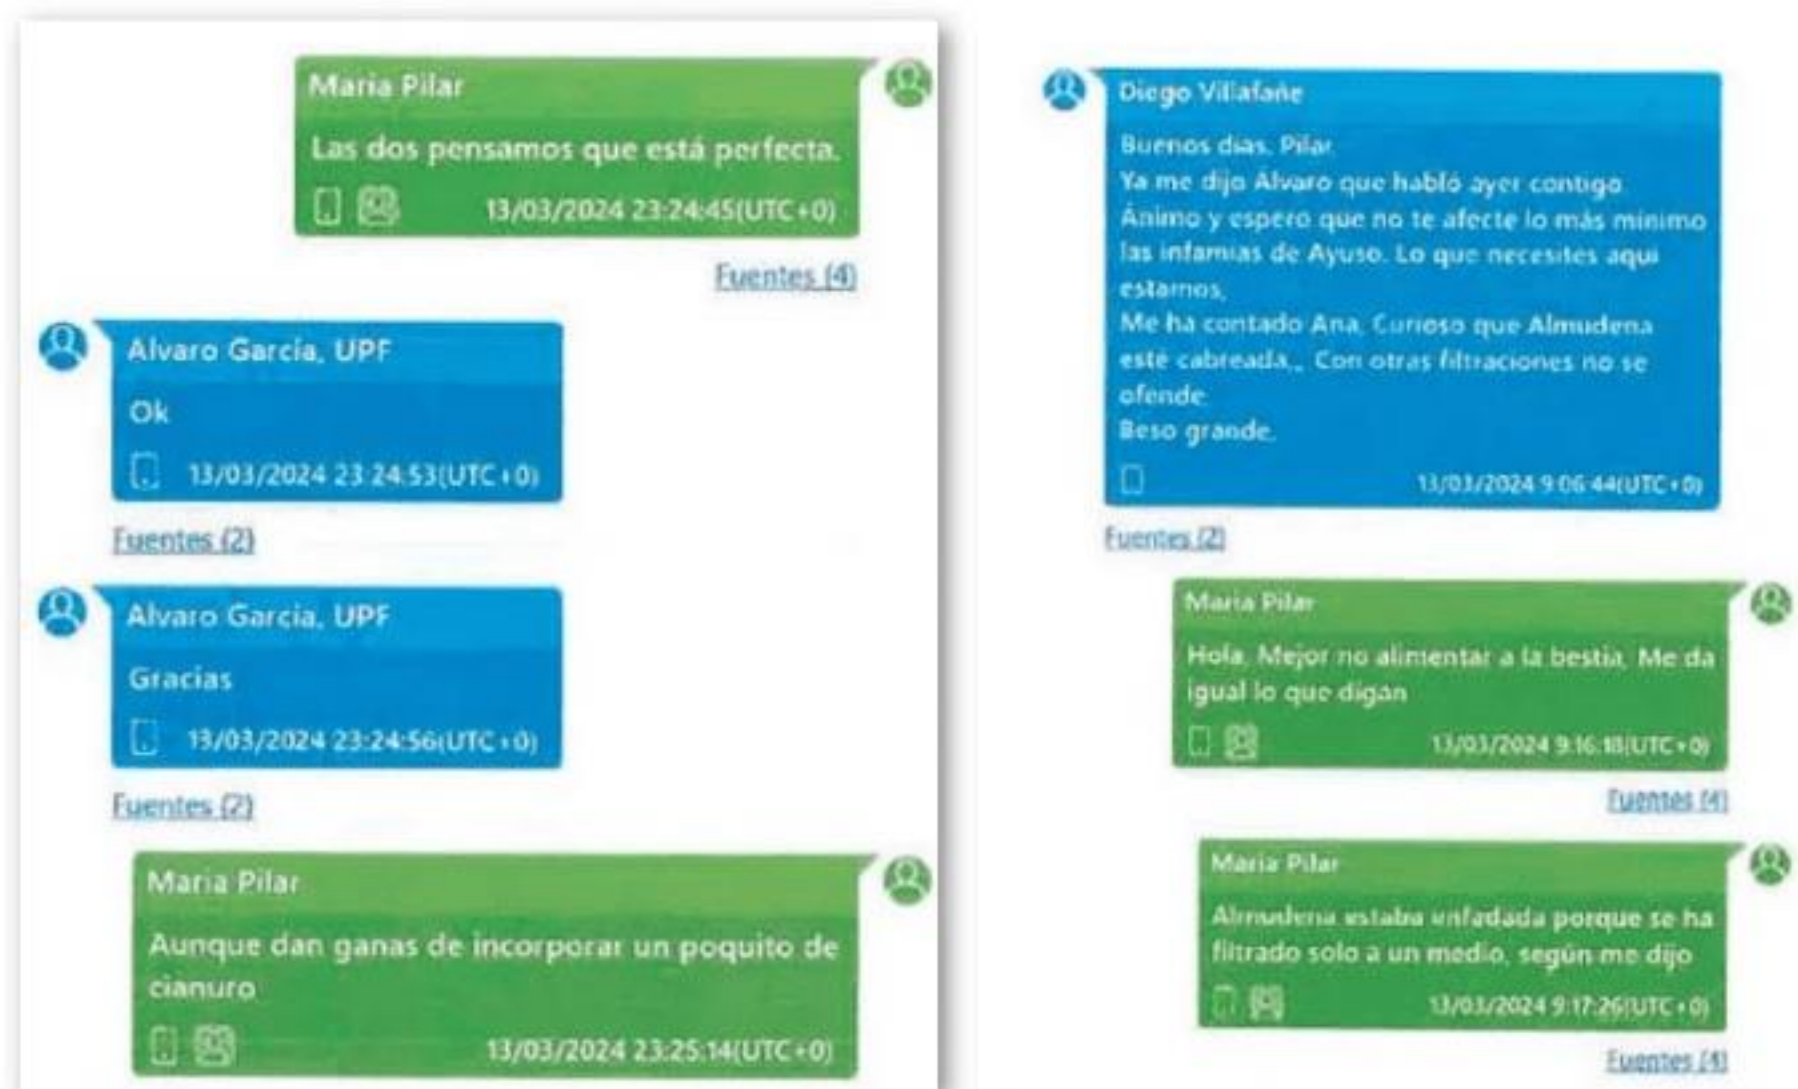 Maria Pilar
Las dos pensamos que está perfecta.
13/03/2024 23:24:45(UTC+0)
Fuentes (4)
Alvaro García, UPF
Ok
13/03/2024 23:24:53(UTC+0)
Fuentes (2)
Alvaro García, UPF
Gracias
13/03/2024 23:24:56(UTC+0)
Fuentes (2)
Maria Pilar
Aunque dan ganas de incorporar un poquito de
cianuro
13/03/2024 23:25:14(UTC+0)
Diego Villafañe
Buenos dias, Pilar.
Ya me dijo Álvaro que habló ayer contigo.
Ánimo y espero que no te afecte lo más mínimo
las infamias de Ayuso. Lo que necesites aqui
estamos,
Me ha contado Ana, Curioso que Almudena
esté cabreada,, Con otras filtraciones no se
ofende.
Beso grande.
13/03/2024 9:06:44(UTC+0)
Fuentes (2)
Maria Pilar
Hola. Mejor no alimentar a la bestia. Me da
igual lo que digan
13/03/2024 9:16:18(UTC+0)
Fuentes (4)
Maria Pilar
Almudena estaba enfadada porque se ha
filtrado solo a un medio, según me dijo
13/03/2024 9:17:26(UTC+0)
Fuentes (4)